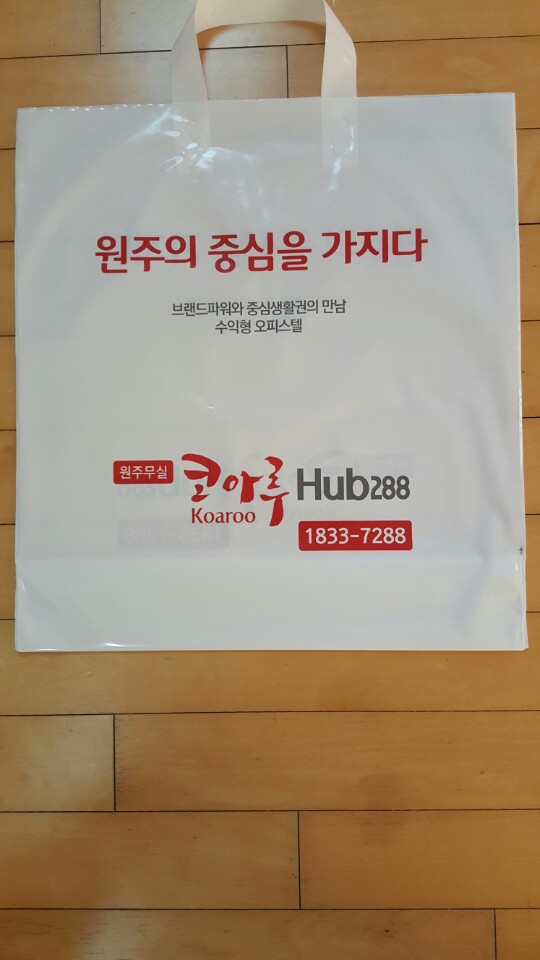 원주의 중심을 가지다
브랜드파워와 중심생활권의 만남
수익형 오피스텔
원주무실 코아루 Hub288
Koaroo
1833-7288